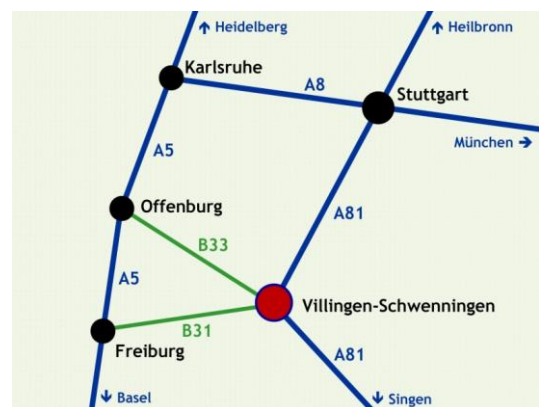 ↑ Heidelberg
↑ Heilbronn
Karlsruhe
A8
Stuttgart
München →
A5
Offenburg
A81
B33
A5
Villingen-Schwenningen
B31
Freiburg
A81
↓ Basel
↓ Singen